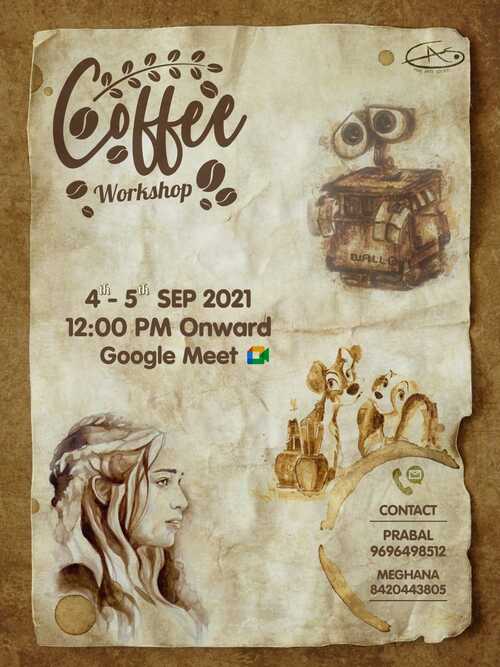 Coffee
Workshop
WALL·E
4th - 5th SEP 2021
12:00 PM Onward
Google Meet
CONTACT
PRABAL
9696498512
MEGHANA
8420443805